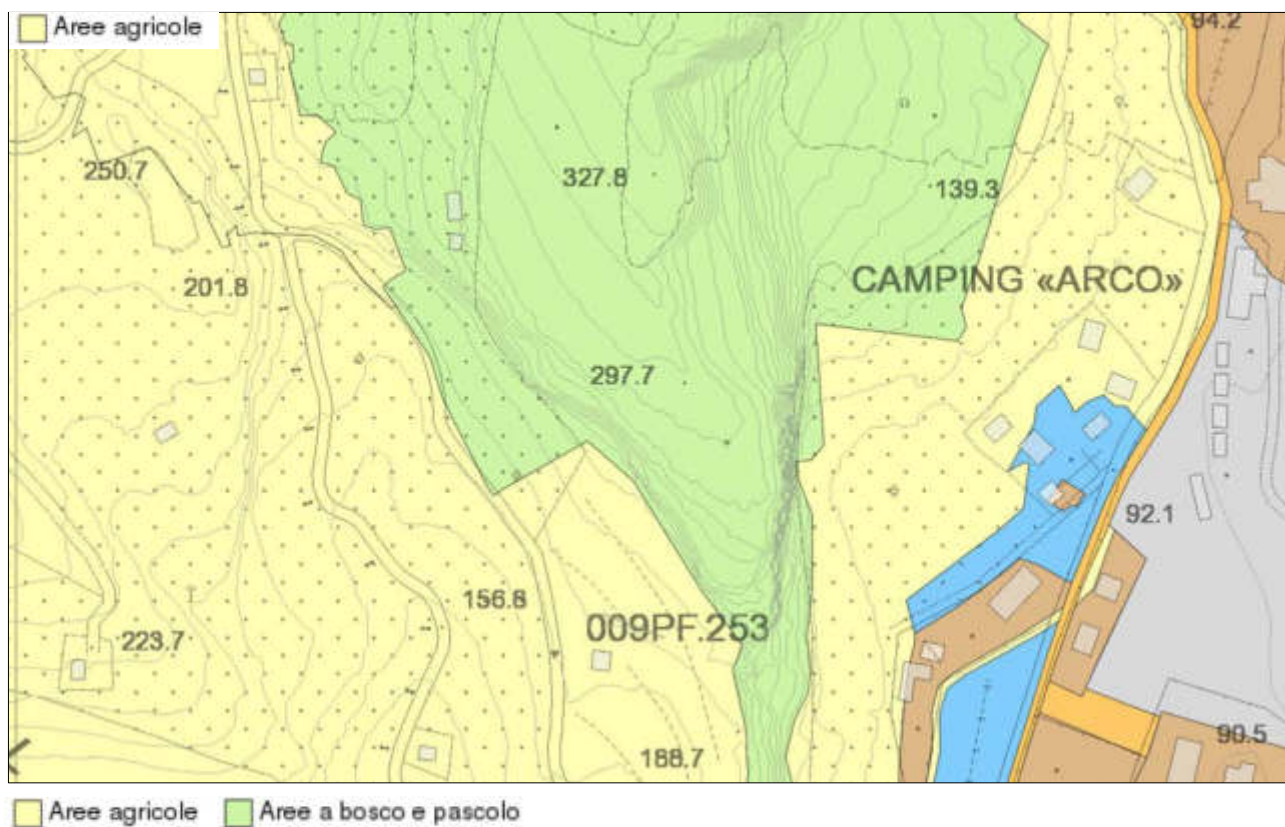 Aree agricole
94.2
250.7
327.8
139.3
201.8
CAMPING «ARCO»
297.7
92.1
156.8
009PF.253
223.7
188.7
90.5
Aree agricole Aree a bosco e pascolo